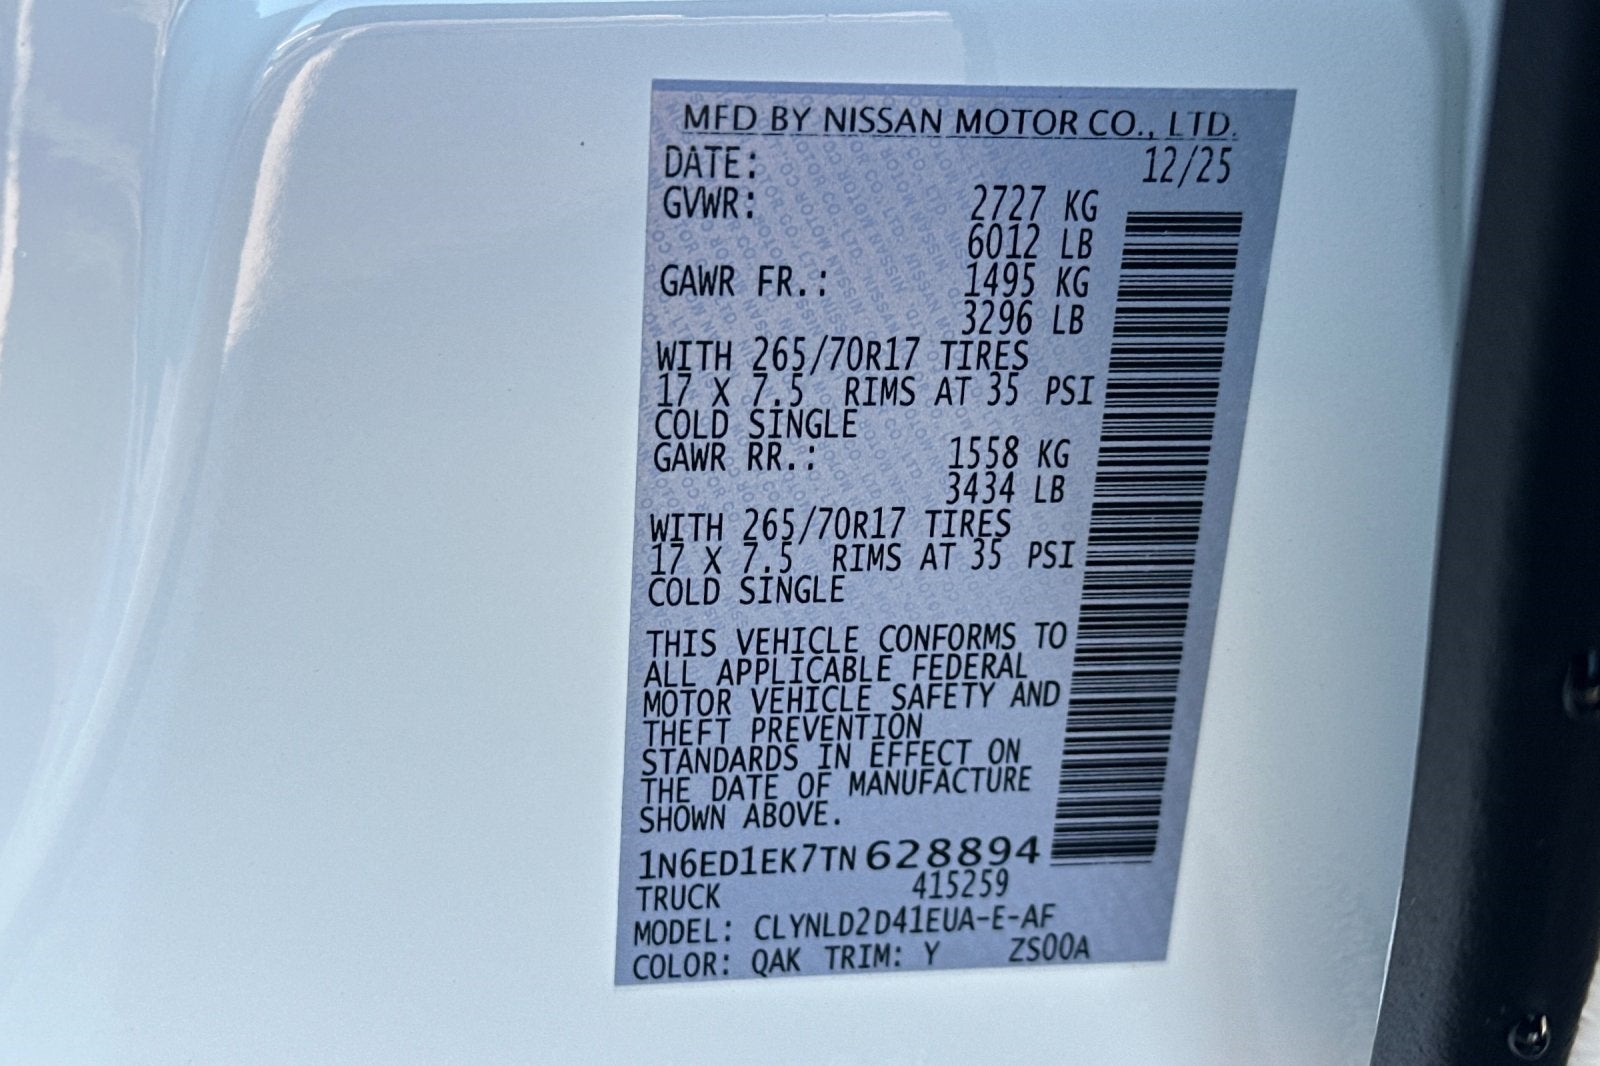 MFD BY NISSAN MOTOR CO., LTD.
DATE: 12/25
GVWR: 2727 KG
6012 LB
GAWR FR.: 1495 KG
3296 LB
WITH 265/70R17 TIRES
17 X 7.5 RIMS AT 35 PSI
COLD SINGLE
GAWR RR.: 1558 KG
3434 LB
WITH 265/70R17 TIRES
17 X 7.5 RIMS AT 35 PSI
COLD SINGLE
THIS VEHICLE CONFORMS TO
ALL APPLICABLE FEDERAL
MOTOR VEHICLE SAFETY AND
THEFT PREVENTION
STANDARDS IN EFFECT ON
THE DATE OF MANUFACTURE
SHOWN ABOVE.
1N6ED1EK7TN628894
TRUCK 415259
MODEL: CLYNLD2D41EUA-E-AF
COLOR: QAK TRIM: Y ZS00A